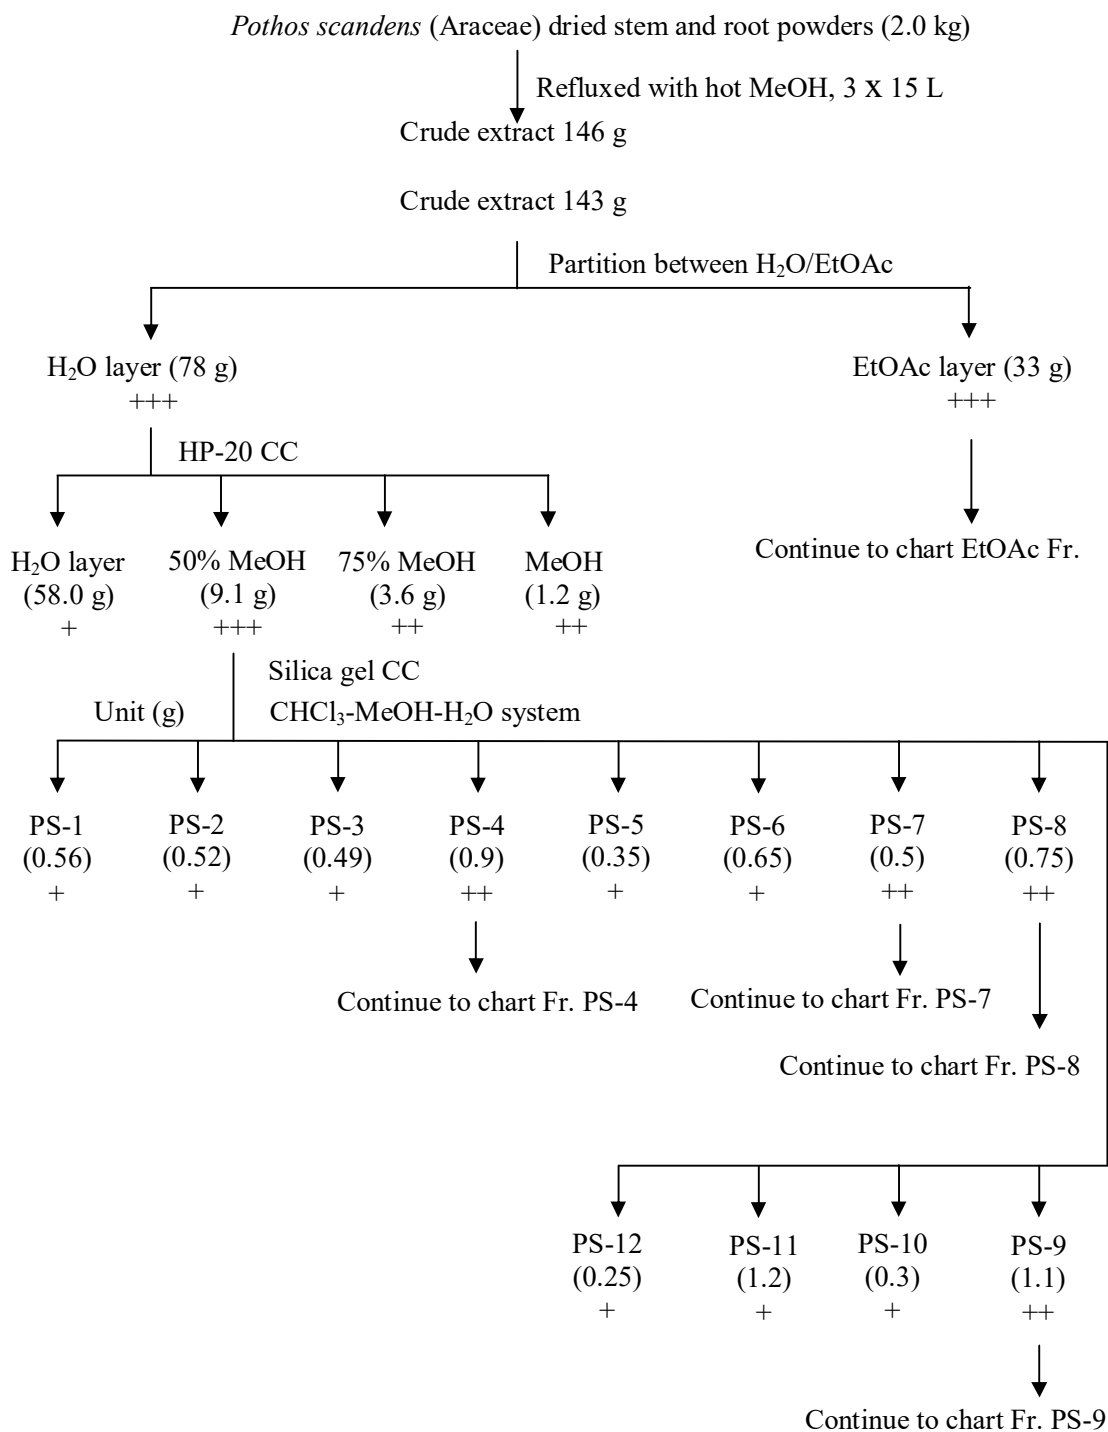 Pothos scandens (Araceae) dried stem and root powders (2.0 kg)
Refluxed with hot MeOH, 3 X 15 L
Crude extract 146 g
Crude extract 143 g
Partition between H₂O/EtOAc
H₂O layer (78 g)
+++
EtOAc layer (33 g)
+++
HP-20 CC
Continue to chart EtOAc Fr.
H₂O layer
(58.0 g)
+
50% MeOH
(9.1 g)
+++
75% MeOH
(3.6 g)
++
MeOH
(1.2 g)
++
Silica gel CC
Unit (g)
CHCl₃-MeOH-H₂O system
PS-1
(0.56)
+
PS-2
(0.52)
+
PS-3
(0.49)
+
PS-4
(0.9)
++
PS-5
(0.35)
+
PS-6
(0.65)
+
PS-7
(0.5)
++
PS-8
(0.75)
++
Continue to chart Fr. PS-4
Continue to chart Fr. PS-7
Continue to chart Fr. PS-8
PS-12
(0.25)
+
PS-11
(1.2)
+
PS-10
(0.3)
+
PS-9
(1.1)
++
Continue to chart Fr. PS-9